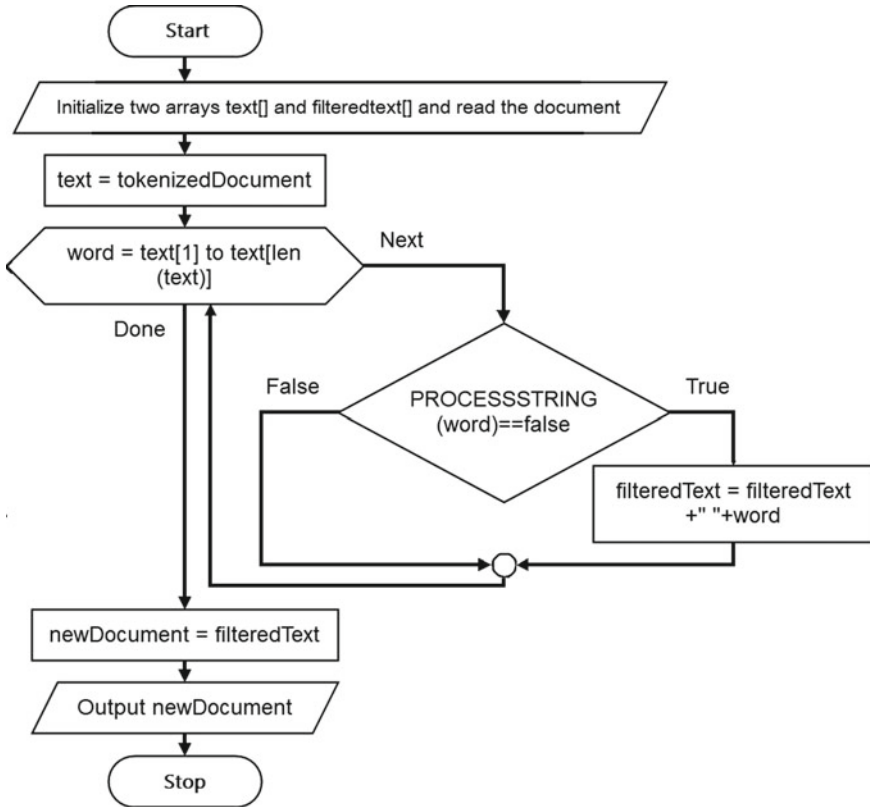 Start
Initialize two arrays text[] and filteredtext[] and read the document
text = tokenizedDocument
word = text[1] to text[len
(text)]
Next
Done
False
PROCESSSTRING
(word)==false
True
filteredText = filteredText
+" "+word
newDocument = filteredText
Output newDocument
Stop